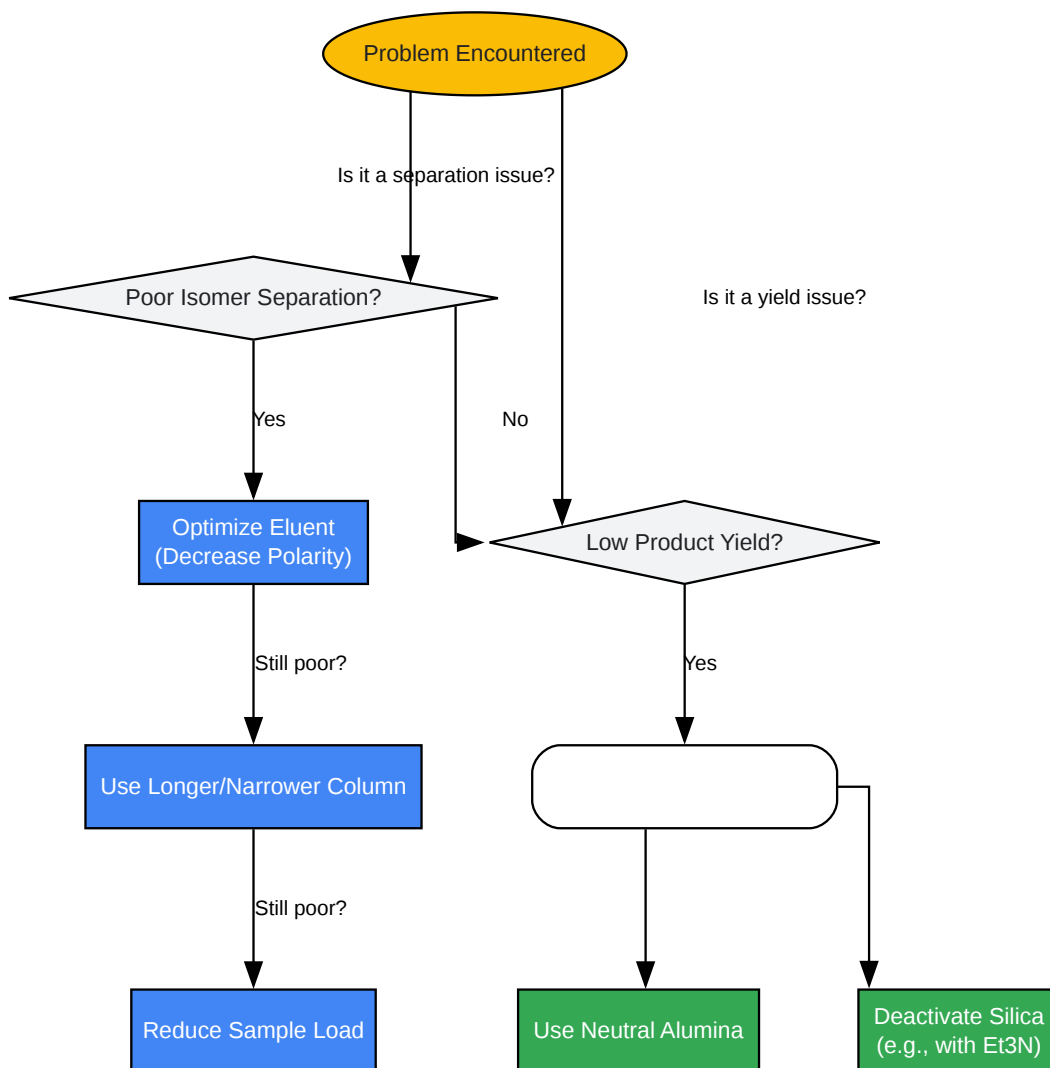 Problem Encountered
Is it a separation issue?
Poor Isomer Separation?
Is it a yield issue?
Yes
No
Optimize Eluent
(Decrease Polarity)
Low Product Yield?
Still poor?
Yes
Use Longer/Narrower Column
Still poor?
Reduce Sample Load
Use Neutral Alumina
Deactivate Silica
(e.g., with Et3N)